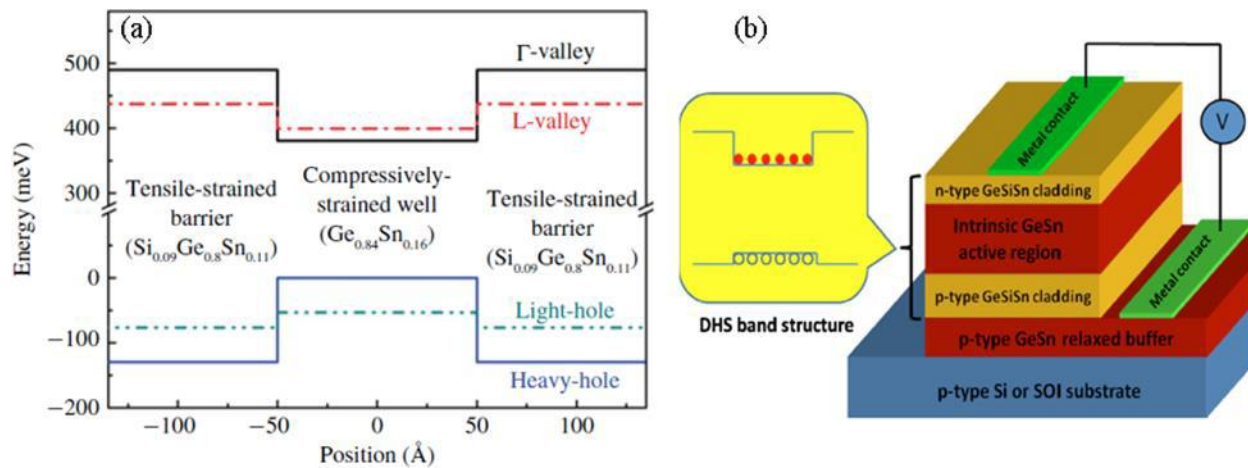 (a)
Γ-valley
500
L-valley
400
300
Energy (meV)
Tensile-strained
barrier
(Si0.09Ge0.8Sn0.11)
Compressively-
strained well
(Ge0.84Sn0.16)
Tensile-strained
barrier
(Si0.09Ge0.8Sn0.11)
0
Light-hole
−100
Heavy-hole
−200
−100
−50
0
50
100
Position (Å)
(b)
DHS band structure
Metal contact
V
n-type GeSiSn cladding
Intrinsic GeSn
active region
p-type GeSiSn cladding
Metal contact
p-type GeSn relaxed buffer
p-type Si or SOI substrate